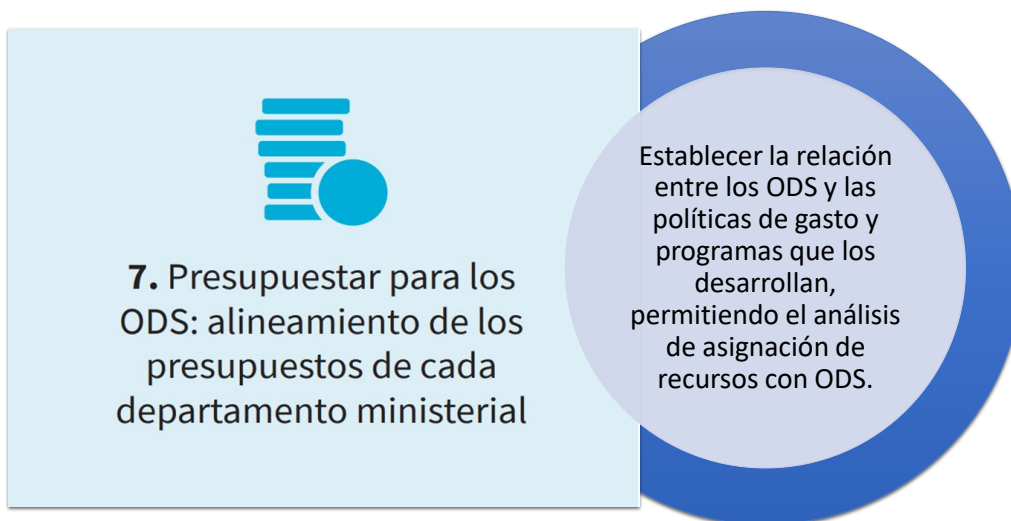 7. Presupuestar para los
ODS: alineamiento de los
presupuestos de cada
departamento ministerial
Establecer la relación
entre los ODS y las
políticas de gasto y
programas que los
desarrollan,
permitiendo el análisis
de asignación de
recursos con ODS.